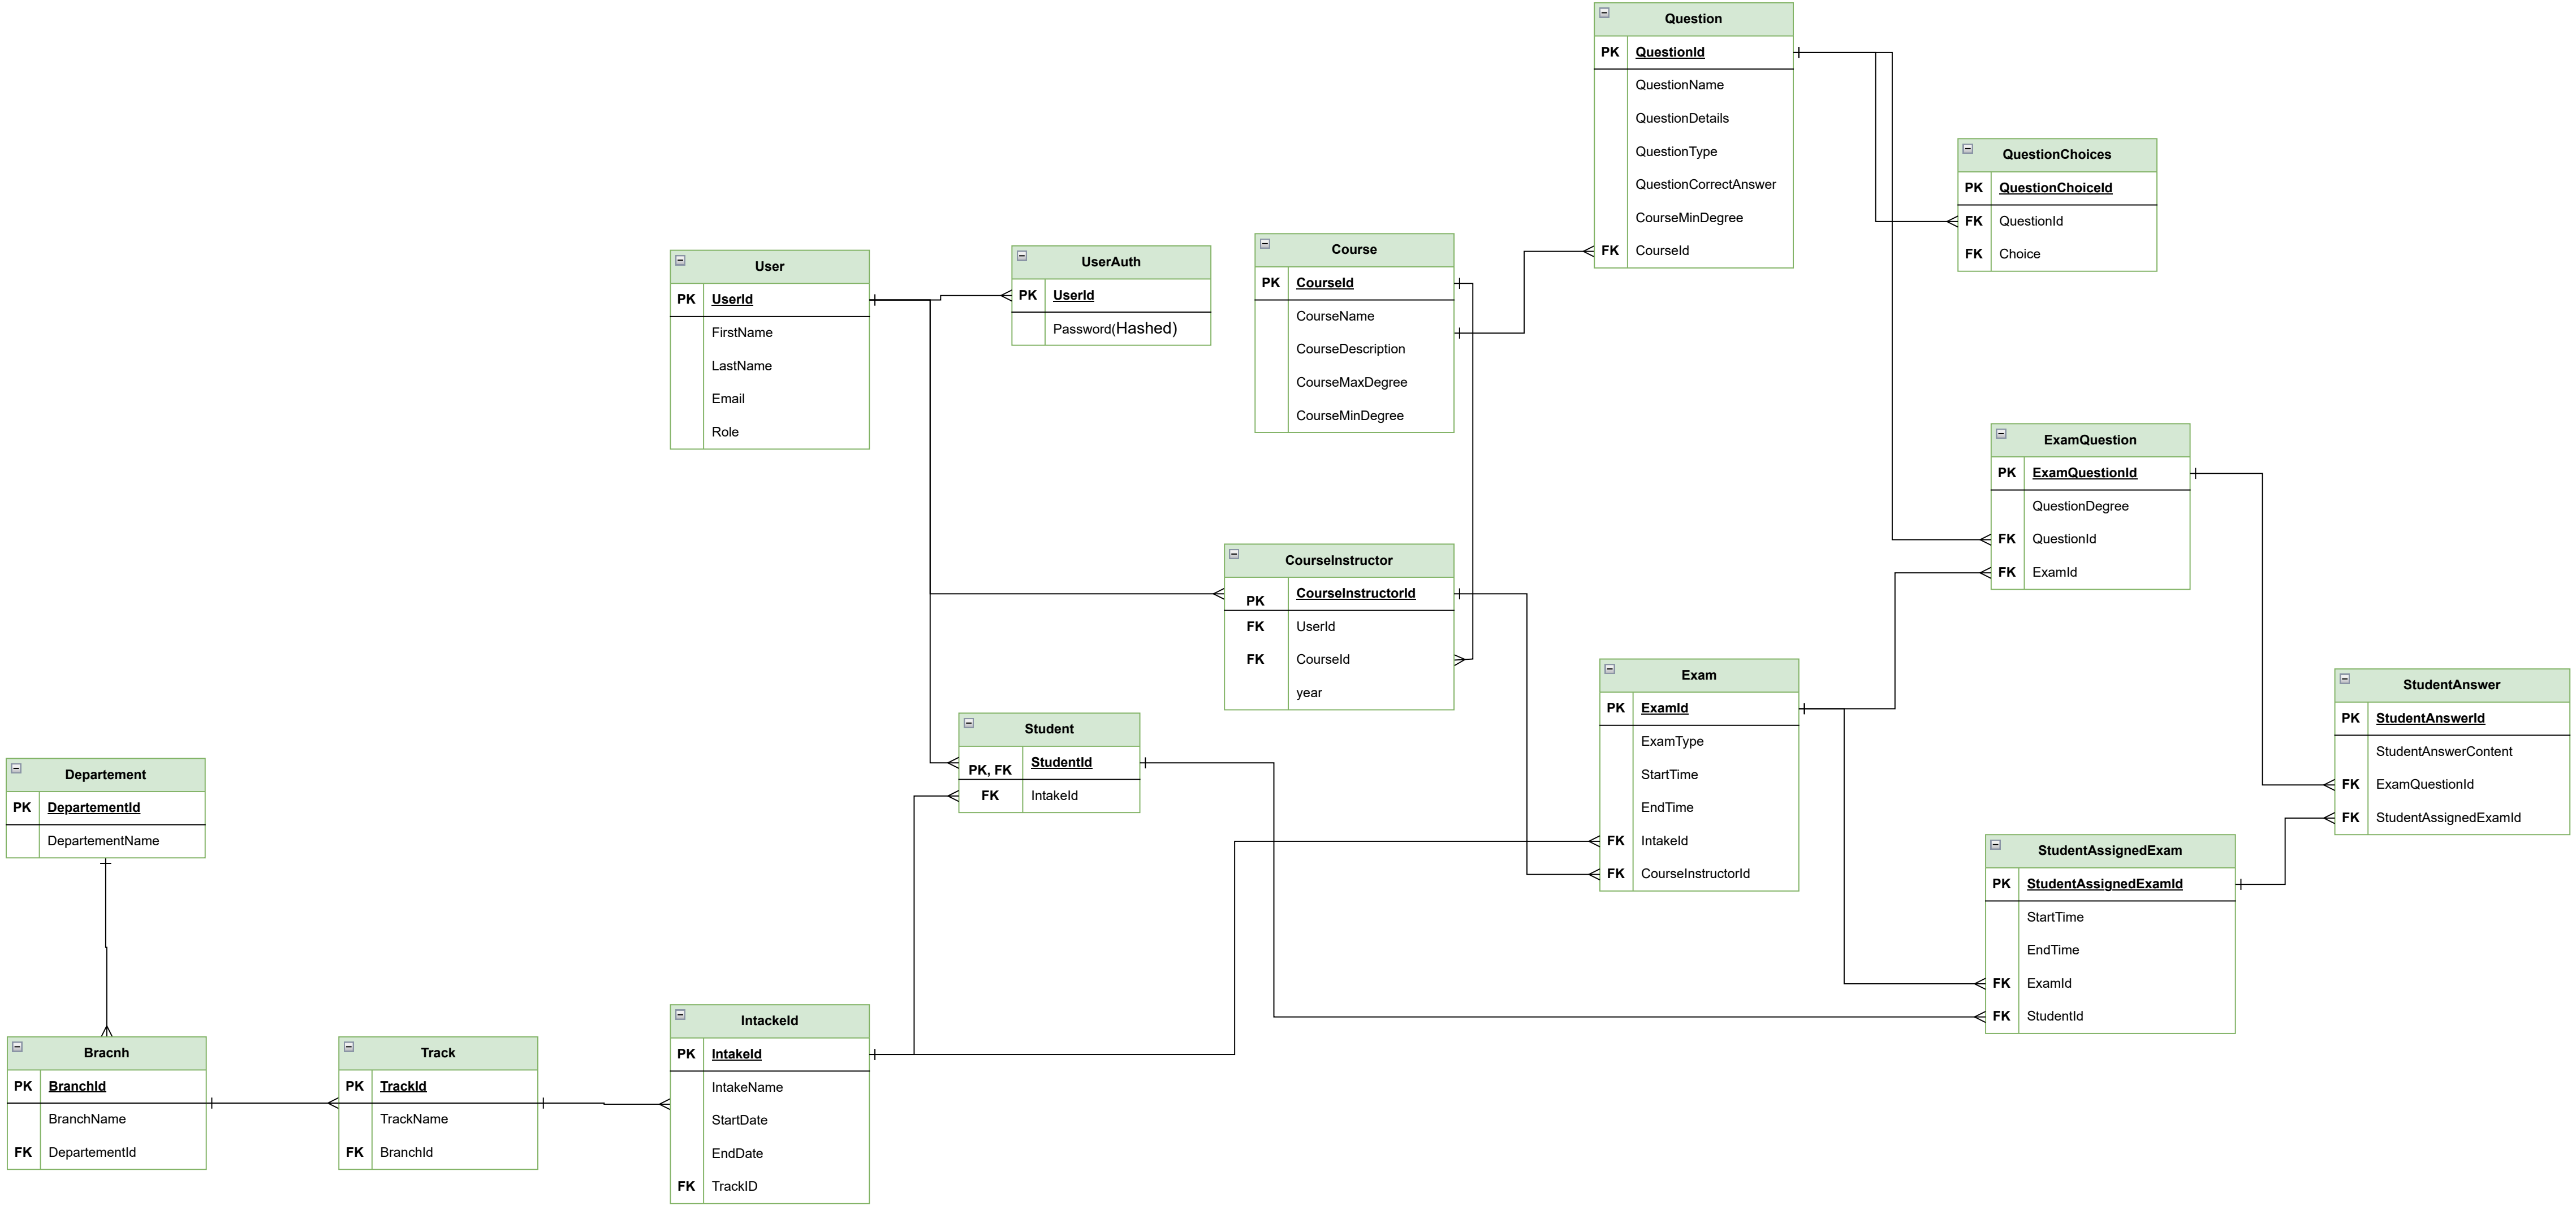 Question
PK QuestionId
QuestionName
QuestionDetails
QuestionType
QuestionCorrectAnswer
CourseMinDegree
FK CourseId
QuestionChoices
PK QuestionChoiceId
FK QuestionId
FK Choice
User
PK UserId
FirstName
LastName
Email
Role
UserAuth
PK UserId
Password(Hashed)
Course
PK CourseId
CourseName
CourseDescription
CourseMaxDegree
CourseMinDegree
ExamQuestion
PK ExamQuestionId
QuestionDegree
FK QuestionId
FK ExamId
CourseInstructor
PK CourseInstructorId
FK UserId
FK CourseId
year
Student
PK, FK StudentId
FK IntakeId
Exam
PK ExamId
ExamType
StartTime
EndTime
FK IntakeId
FK CourseInstructorId
StudentAnswer
PK StudentAnswerId
StudentAnswerContent
FK ExamQuestionId
FK StudentAssignedExamId
StudentAssignedExam
PK StudentAssignedExamId
StartTime
EndTime
FK ExamId
FK StudentId
Departement
PK DepartementId
DepartementName
Bracnh
PK BranchId
BranchName
FK DepartementId
Track
PK TrackId
TrackName
FK BranchId
IntackeId
PK IntakeId
IntakeName
StartDate
EndDate
FK TrackID